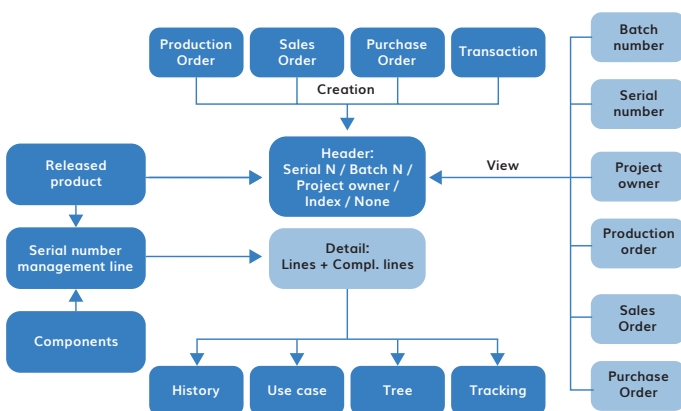 Production
Order
Sales
Order
Purchase
Order
Transaction
Creation
Batch
number
Serial
number
Header:
Serial N / Batch N /
Project owner /
Index / None
View
Released
product
Project
owner
Serial number
management line
Detail:
Lines + Compl. lines
Production
order
Components
Sales
Order
History
Use case
Tree
Tracking
Purchase
Order